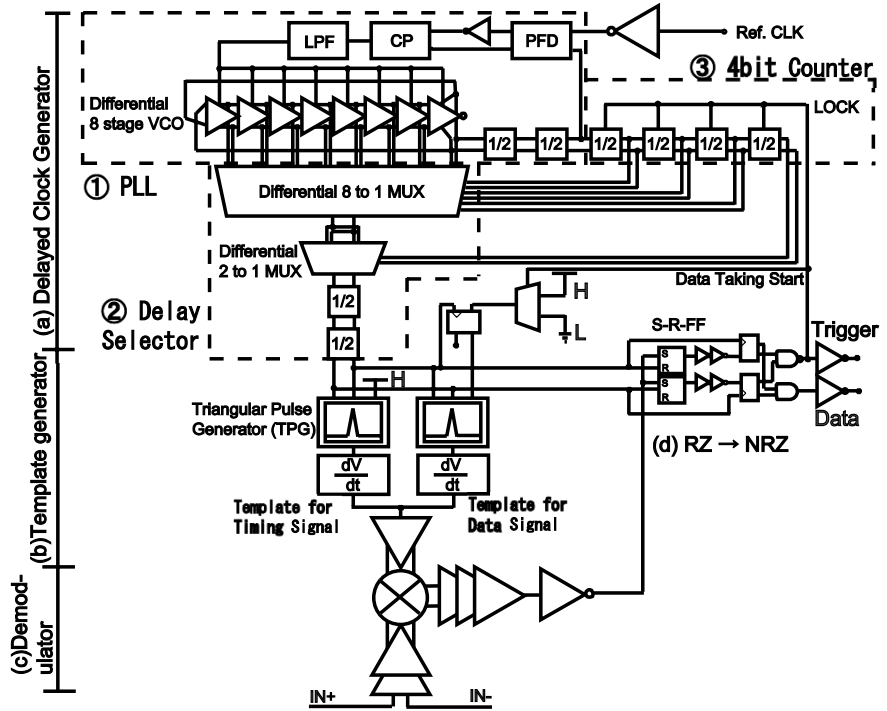 LPF
CP
PFD
Ref. CLK
③ 4bit Counter
Differential
8 stage VCO
LOCK
1/2
1/2
1/2
1/2
1/2
1/2
① PLL
Differential 8 to 1 MUX
Differential
2 to 1 MUX
Data Taking Start
1/2
H
② Delay
Selector
L
1/2
S-R-FF
Trigger
S
R
S
R
H
Data
Triangular Pulse
Generator (TPG)
(d) RZ → NRZ
dV
dt
dV
dt
Template for
Timing Signal
Template for
Data Signal
IN+
IN-
(a) Delayed Clock Generator
(b)Template generator
(c)Demod-
ulator